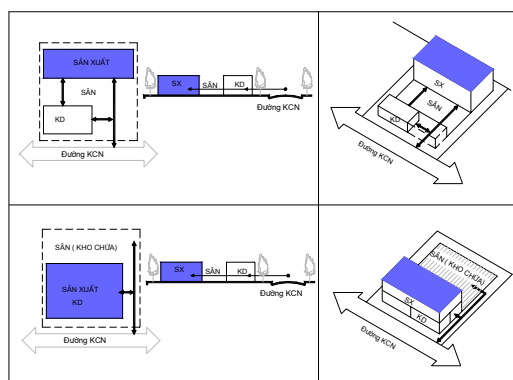 SẢN XUẤT
SÂN
KD
Đường KCN
SX
SÂN
KD
Đường KCN
SX
SÂN
KD
Đường KCN
SÂN ( KHO CHỨA)
SẢN XUẤT
KD
Đường KCN
SX
SÂN
KD
Đường KCN
SÂN ( KHO CHỨA)
SX
KD
Đường KCN